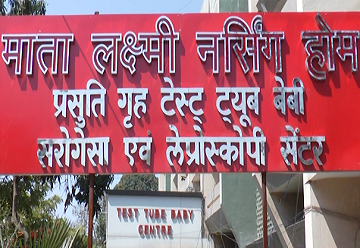 माता लक्ष्मी नर्सिंग होम
प्रसुति गृह टेस्ट् ट्यूब बेबी
सरोगेसा एवं लेप्रोस्कोपी सेंटर
TEST TUBE BABY
CENTRE